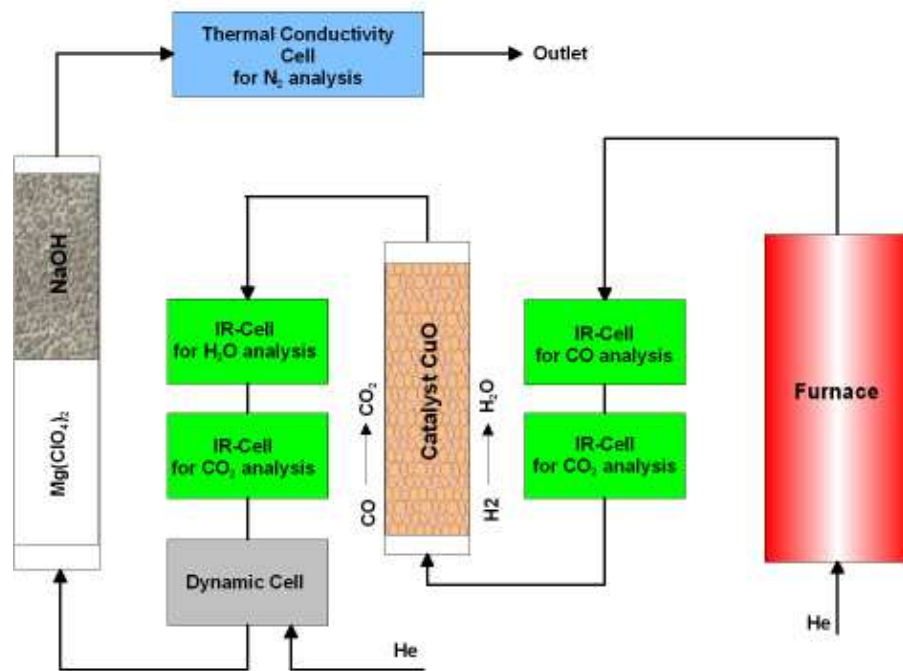 Thermal Conductivity
Cell
for N₂ analysis
Outlet
NaOH
Mg(ClO₄)₂
IR-Cell
for H₂O analysis
IR-Cell
for CO₂ analysis
Dynamic Cell
He
CO → CO₂
Catalyst CuO
H2 → H₂O
IR-Cell
for CO analysis
IR-Cell
for CO₂ analysis
Furnace
He